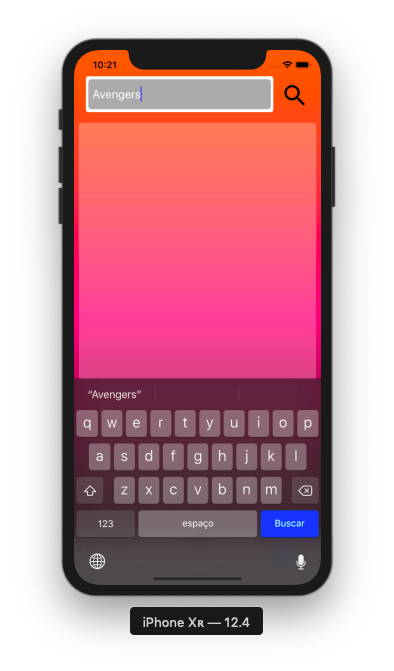 10:21
Avengers
“Avengers”
q w e r t y u i o p
a s d f g h j k l
z x c v b n m
123 espaço Buscar
iPhone Xʀ — 12.4